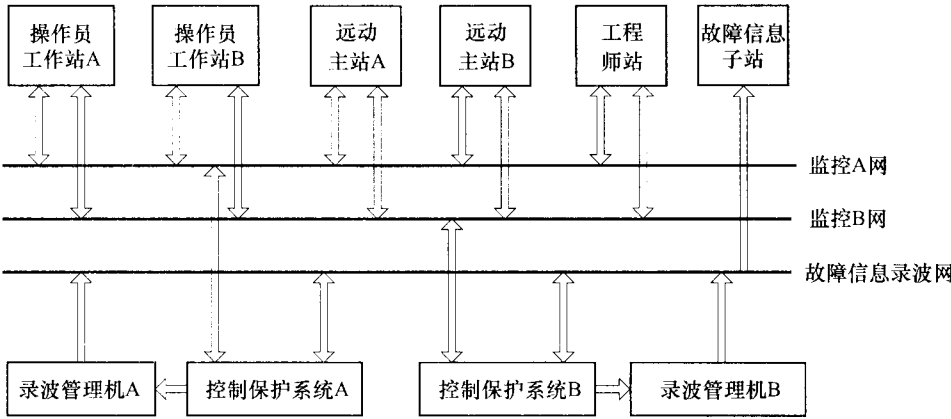 操作员
工作站A
操作员
工作站B
远动
主站A
远动
主站B
工程
师站
故障信息
子站
监控A网
监控B网
故障信息录波网
录波管理机A
控制保护系统A
控制保护系统B
录波管理机B